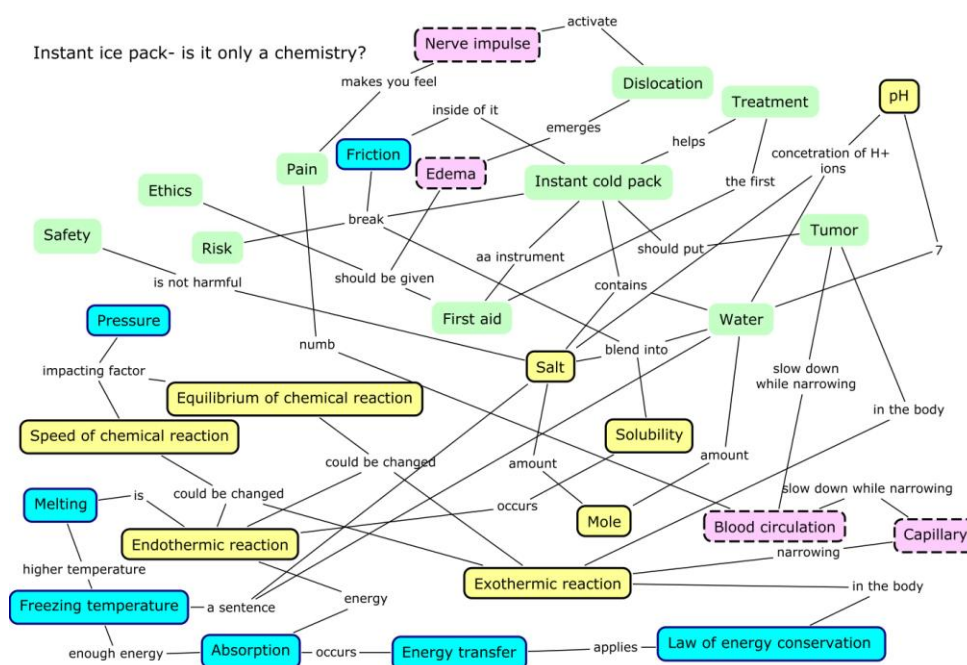 Instant ice pack- is it only a chemistry?
activate
Nerve impulse
makes you feel
Dislocation
Treatment
pH
inside of it
emerges
helps
Friction
concetration of H+
ions
Pain
Edema
Instant cold pack
the first
Ethics
break
Safety
Risk
should put
Tumor
7
aa instrument
is not harmful
should be given
contains
First aid
Water
Pressure
numb
blend into
Salt
slow down
while narrowing
impacting factor
Equilibrium of chemical reaction
in the body
Speed of chemical reaction
Solubility
amount
could be changed
amount
Melting
is
could be changed
occurs
slow down while narrowing
Mole
Blood circulation
Capillary
Endothermic reaction
narrowing
higher temperature
Exothermic reaction
in the body
Freezing temperature
a sentence
energy
enough energy
Absorption
occurs
Energy transfer
applies
Law of energy conservation